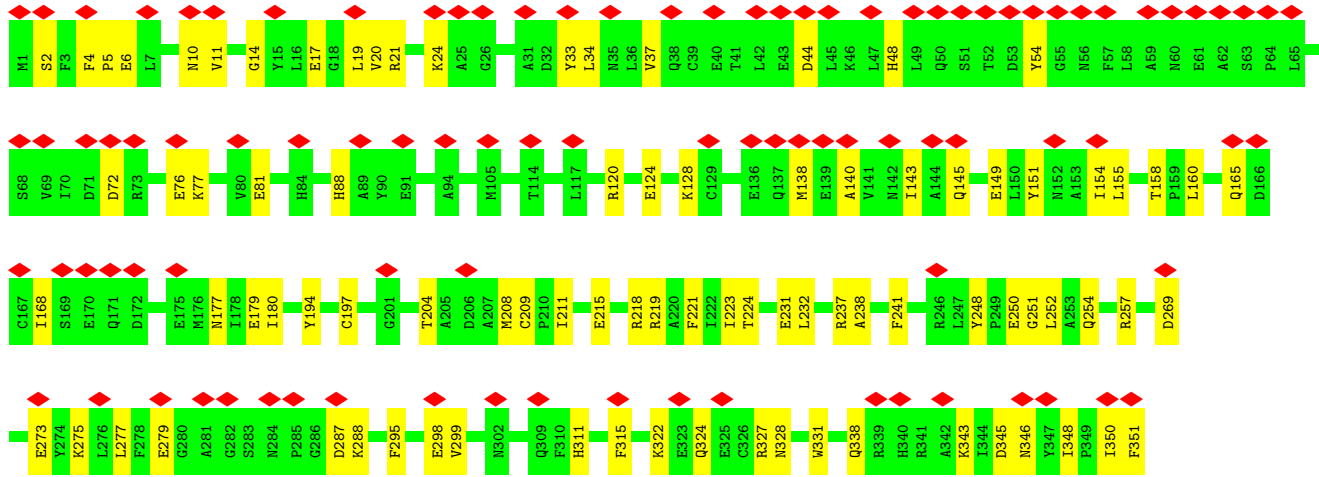 M1 S2 F3 F4 P5 E6 L7 N10 V11 G14 Y15 L16 E17 G18 L19 V20 R21 K24 A25 G26 A31 D32 Y33 L34 N35 L36 V37 Q38 C39 E40 T41 L42 E43 D44 L45 K46 L47 H48 L49 Q50 S51 T52 D53 Y54 G55 N56 F57 L58 A59 N60 E61 A62 S63 P64 L65
S68 V69 I70 D71 D72 R73 E76 K77 V80 E81 H84 H88 A89 Y90 E91 A94 M105 T114 L117 R120 E124 K128 C129 E136 Q137 M138 E139 A140 V141 N142 I143 A144 Q145 E149 L150 Y151 N152 A153 I154 L155 T158 P159 L160 Q165 D166
C167 I168 S169 E170 Q171 D172 E175 M176 N177 I178 E179 I180 Y194 C197 G201 T204 A205 D206 A207 M208 C209 P210 I211 E215 R218 R219 A220 F221 I222 I223 T224 E231 L232 R237 A238 F241 R246 L247 Y248 P249 E250 G251 L252 A253 Q254 R257 D269
E273 Y274 K275 L276 L277 F278 E279 G280 A281 G282 S283 N284 P285 G286 D287 K288 F295 E298 V299 N302 Q309 F310 H311 F315 K322 E323 Q324 E325 C326 R327 N328 W331 Q338 R339 H340 R341 A342 K343 I344 D345 N346 Y347 I348 P349 I350 F351